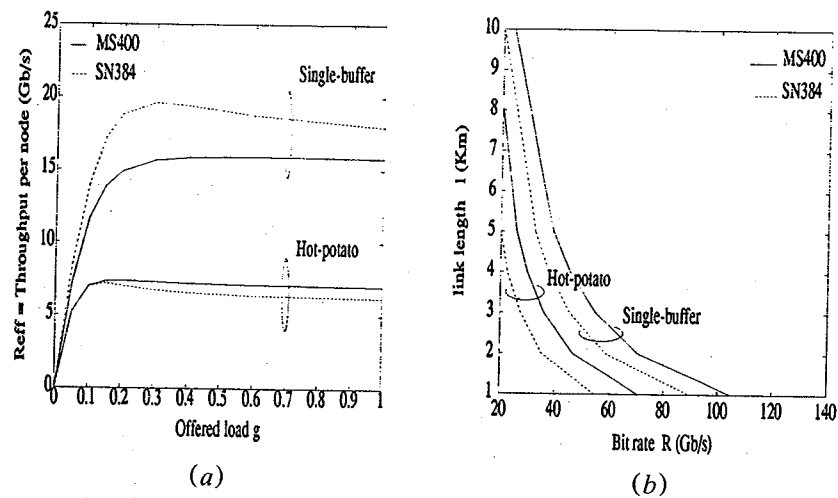 25
MS400
SN384
Single-buffer
20
15
10
Hot-potato
5
0
0 0.1 0.2 0.3 0.4 0.5 0.6 0.7 0.8 0.9 1
Reff = Throughput per node (Gb/s)
Offered load g
(a)
10
MS400
9
SN384
8
7
6
5
4
Hot-potato
3
Single-buffer
2
1
20 40 60 80 100 120 140
link length l (Km)
Bit rate R (Gb/s)
(b)